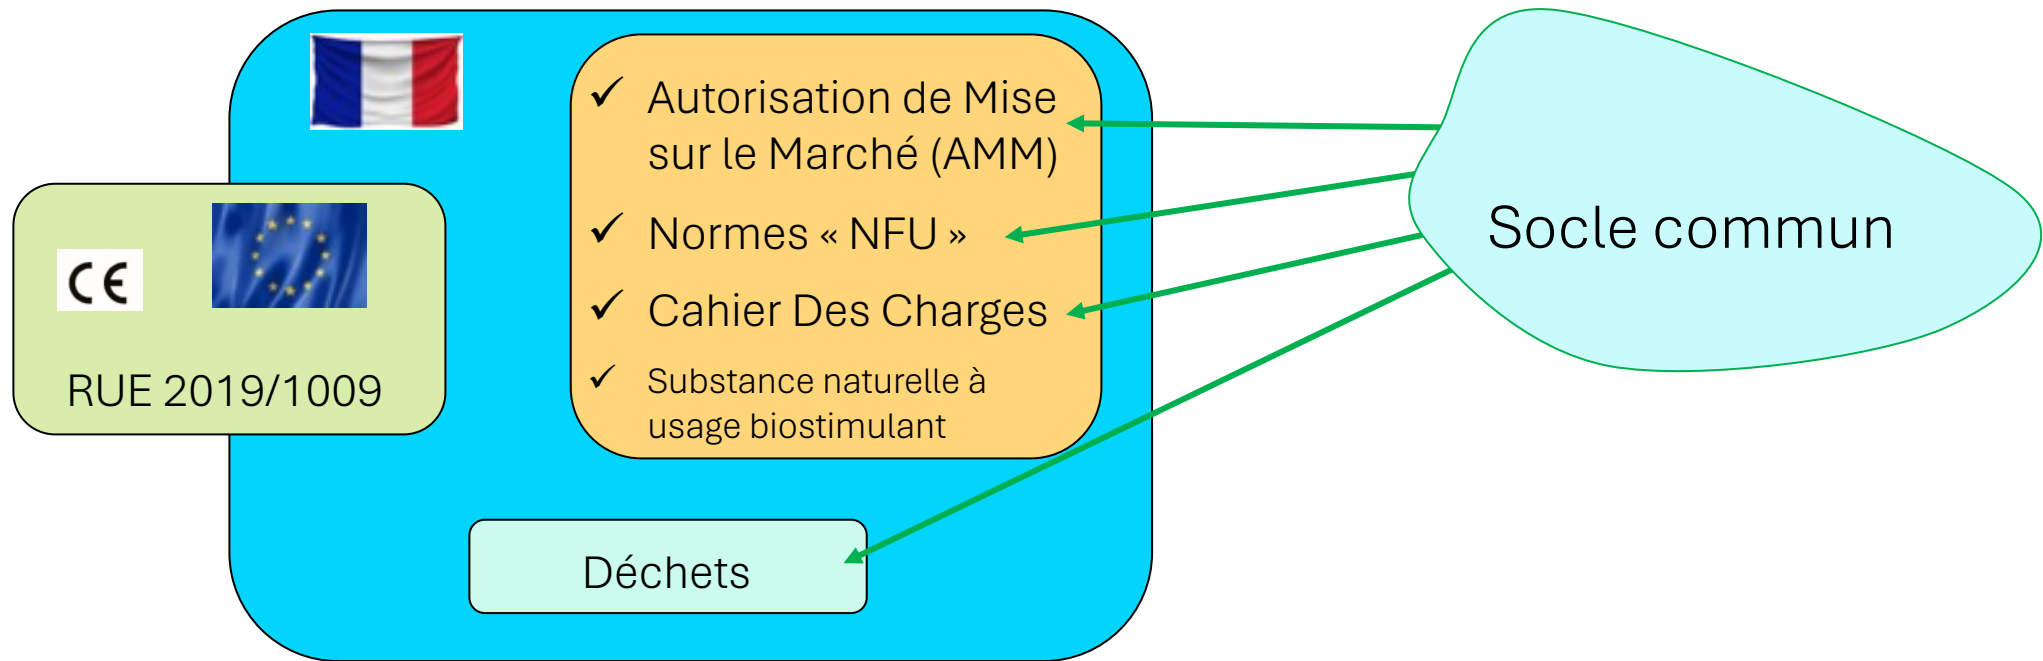 Autorisation de Mise
sur le Marché (AMM)
Normes « NFU »
Cahier Des Charges
Substance naturelle à
usage biostimulant
CE
RUE 2019/1009
Déchets
Socle commun